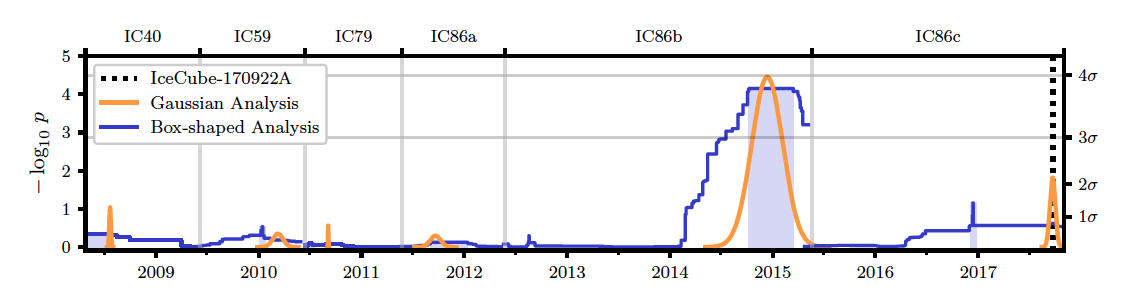 IC40 IC59 IC79 IC86a IC86b IC86c
5
4
3
2
1
0
− log₁₀ p
IceCube-170922A
Gaussian Analysis
Box-shaped Analysis
4σ
3σ
2σ
1σ
2009 2010 2011 2012 2013 2014 2015 2016 2017